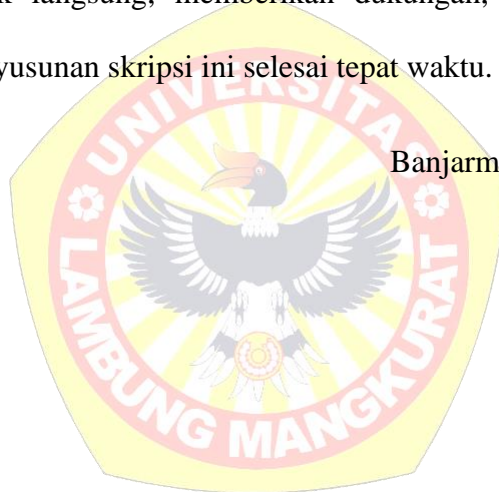 k langsung, memberikan dukungan,
yusunan skripsi ini selesai tepat waktu.
Banjarm
UNIVERSITAS
LAMBUNG MANGKURAT